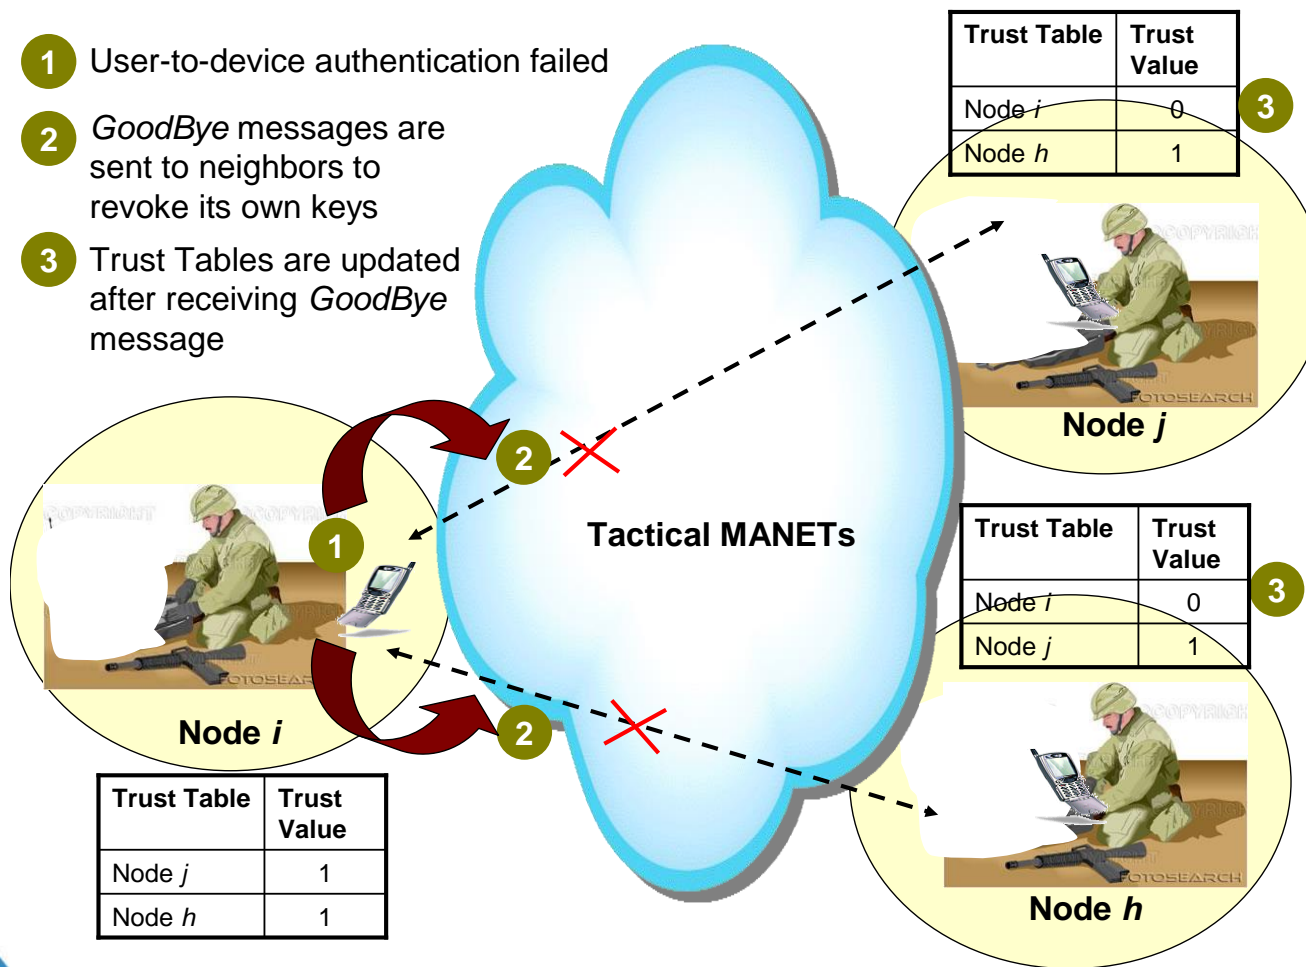 1 User-to-device authentication failed
2 GoodBye messages are
sent to neighbors to
revoke its own keys
3 Trust Tables are updated
after receiving GoodBye
message
Trust Table Trust
Value
Node i 0
Node h 1
3
FOTOSEARCH
Node j
2
Tactical MANETs
1
COPYRIGHT
Node i
2
Trust Table Trust
Value
Node j 1
Node h 1
Trust Table Trust
Value
Node i 0
Node j 1
3
FOTOSEARCH
Node h